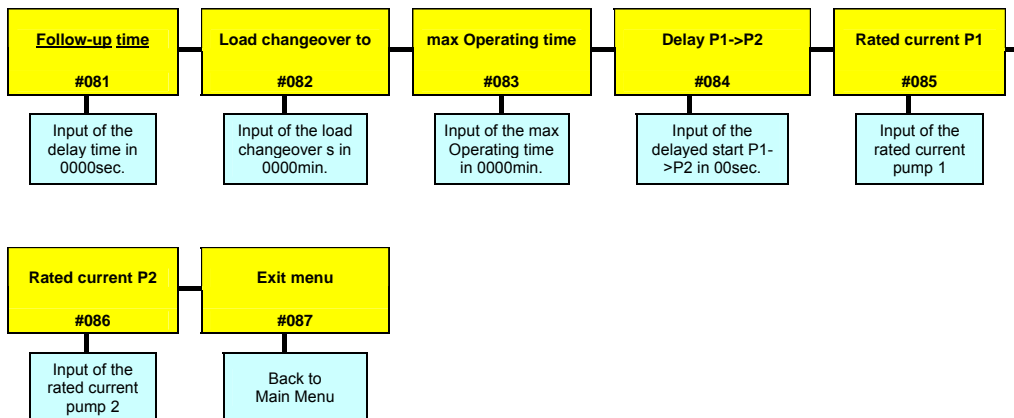 Follow-up time
#081
Input of the
delay time in
0000sec.
Load changeover to
#082
Input of the load
changeover s in
0000min.
max Operating time
#083
Input of the max
Operating time
in 0000min.
Delay P1->P2
#084
Input of the
delayed start P1-
>P2 in 00sec.
Rated current P1
#085
Input of the
rated current
pump 1
Rated current P2
#086
Input of the
rated current
pump 2
Exit menu
#087
Back to
Main Menu